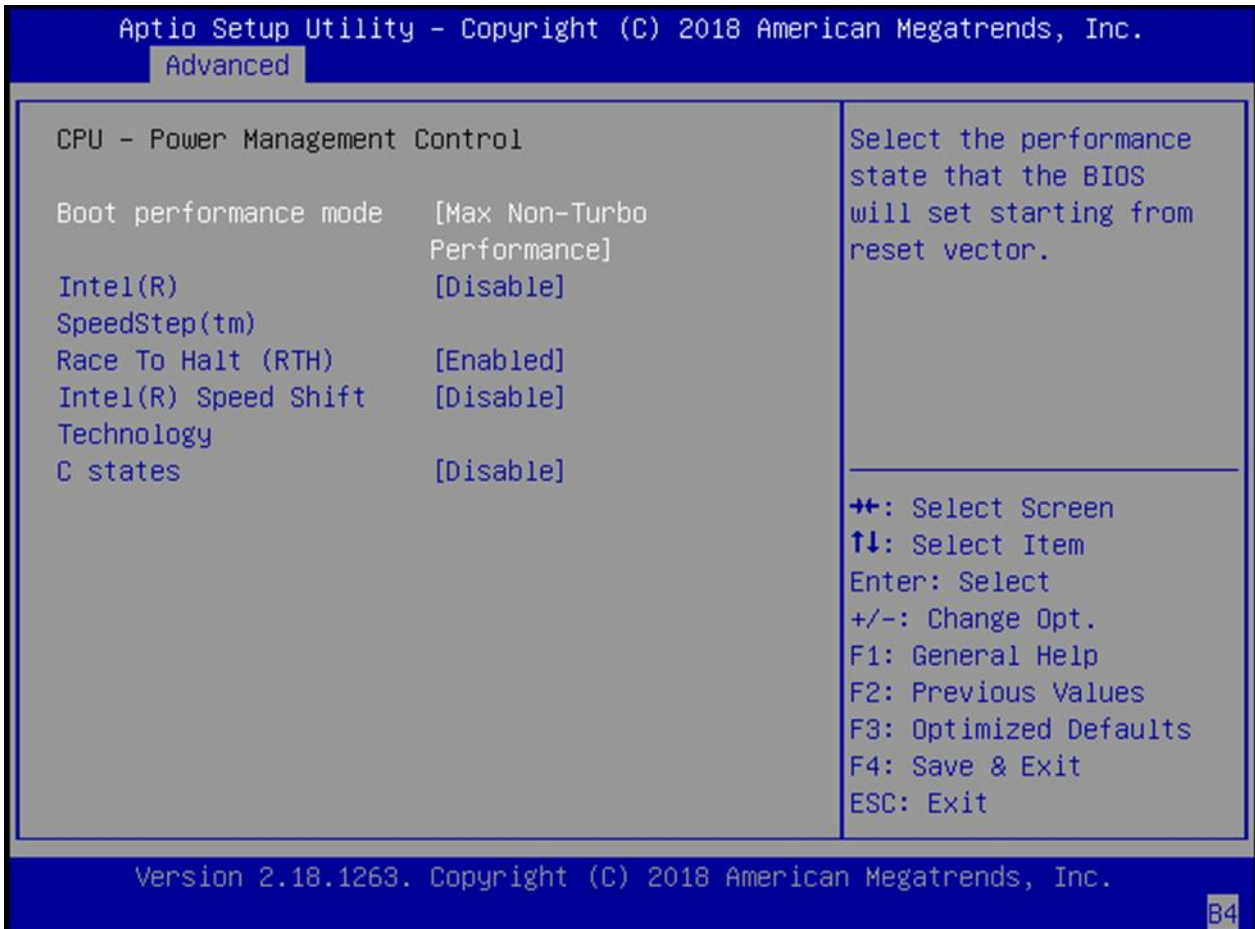 Aptio Setup Utility – Copyright (C) 2018 American Megatrends, Inc.
Advanced
CPU – Power Management Control
Boot performance mode [Max Non-Turbo
Performance]
Intel(R) [Disable]
SpeedStep(tm)
Race To Halt (RTH) [Enabled]
Intel(R) Speed Shift [Disable]
Technology
C states [Disable]
Select the performance
state that the BIOS
will set starting from
reset vector.
→←: Select Screen
↑↓: Select Item
Enter: Select
+/-: Change Opt.
F1: General Help
F2: Previous Values
F3: Optimized Defaults
F4: Save & Exit
ESC: Exit
Version 2.18.1263. Copyright (C) 2018 American Megatrends, Inc.
B4